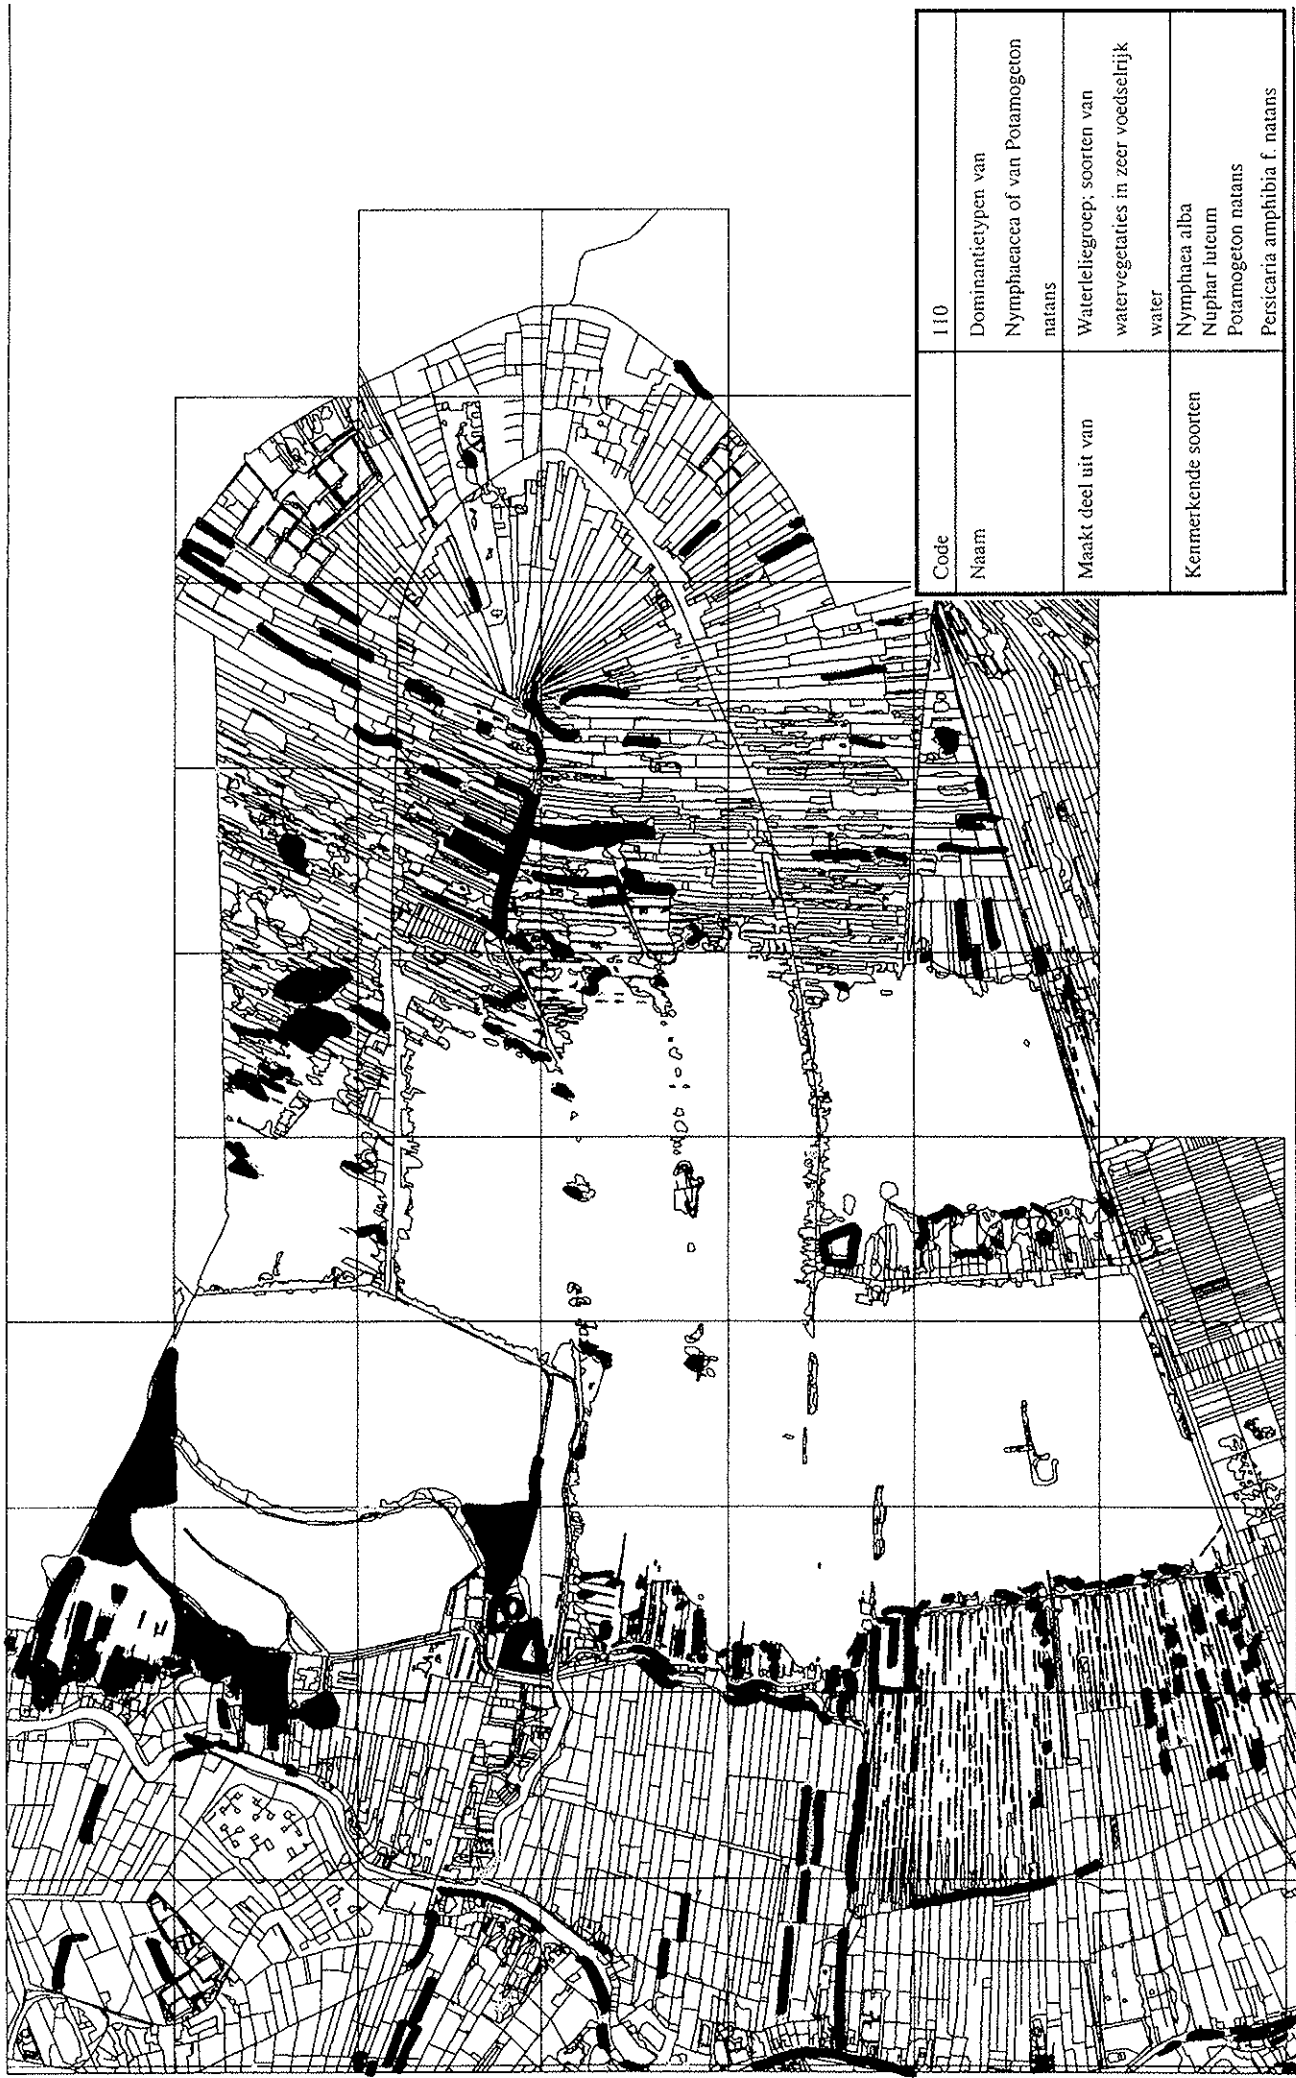 Code 110
Naam Dominantietypen van
Nymphaeacea of van Potamogeton
natans
Maakt deel uit van Waterleliegroep; soorten van
watervegetaties in zeer voedselrijk
water
Kenmerkende soorten Nymphaea alba
Nuphar luteum
Potamogeton natans
Persicaria amphibia f. natans